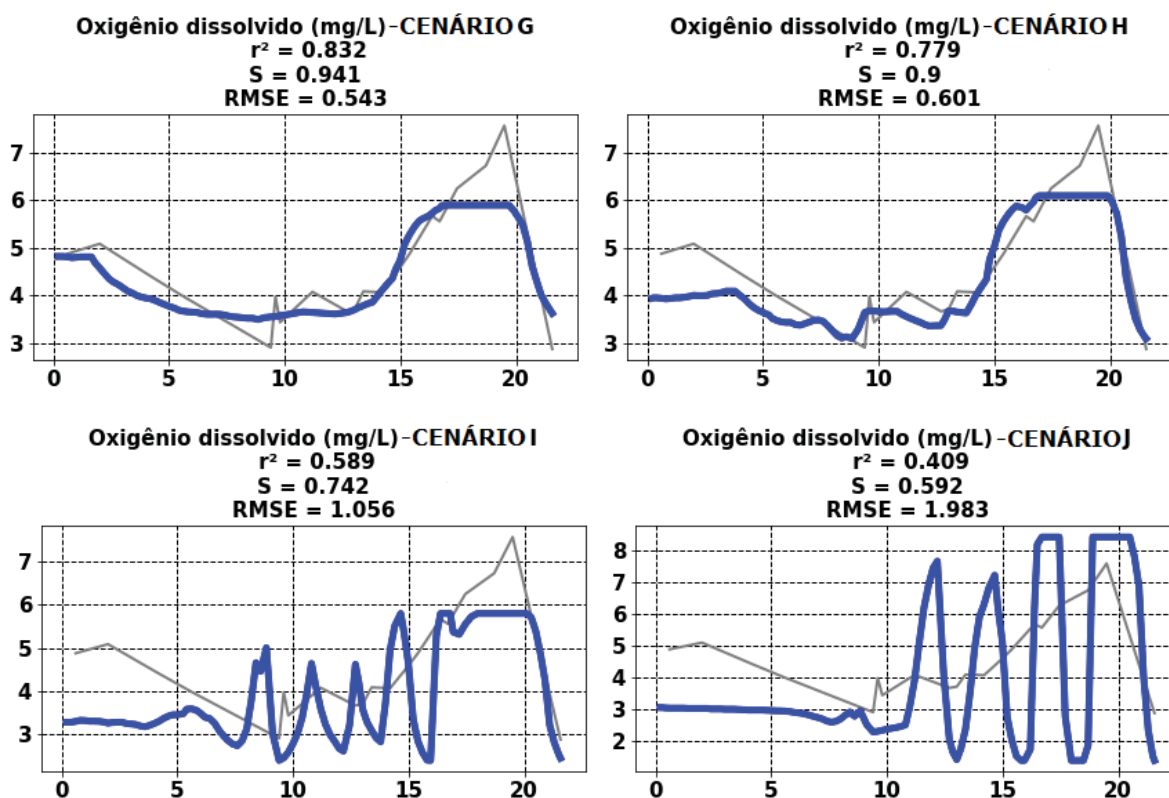 Oxigênio dissolvido (mg/L)-CENÁRIO G
r² = 0.832
S = 0.941
RMSE = 0.543
7
6
5
4
3
0 5 10 15 20
Oxigênio dissolvido (mg/L)-CENÁRIO H
r² = 0.779
S = 0.9
RMSE = 0.601
7
6
5
4
3
0 5 10 15 20
Oxigênio dissolvido (mg/L)-CENÁRIO I
r² = 0.589
S = 0.742
RMSE = 1.056
7
6
5
4
3
0 5 10 15 20
Oxigênio dissolvido (mg/L)-CENÁRIO J
r² = 0.409
S = 0.592
RMSE = 1.983
8
7
6
5
4
3
2
0 5 10 15 20